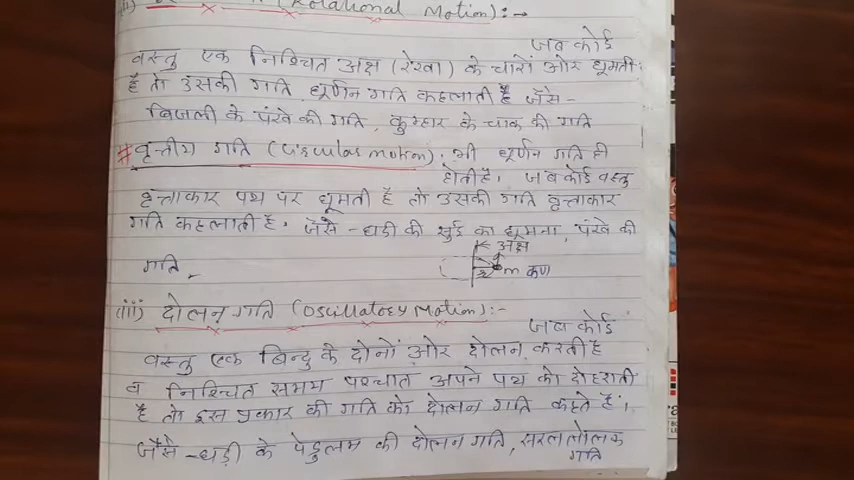 (Rotational Motion):-
जब कोई
वस्तु एक निश्चित अक्ष (रेखा) के चारों ओर घूमती
है तो उसकी गति घूर्णन गति कहलाती है जैसे-
बिजली के पंखे की गति, कुम्हार के चाक की गति
# वृत्तीय गति (Circular motion): भी घूर्णन गति ही
होती है, जब कोई वस्तु
वृत्ताकार पथ पर घूमती है तो उसकी गति वृत्ताकार
गति कहलाती है, जैसे - घड़ी की सुई का घूमना, पंखे की
अक्ष
गति, m कण
(iii) दोलन गति (Oscillatory Motion):-
जब कोई
वस्तु एक बिन्दु के दोनों ओर दोलन करती है
व निश्चित समय पश्चात अपने पथ को दोहराती
है तो इस प्रकार की गति को दोलन गति कहते हैं,
जैसे - घड़ी के पेंडुलम की दोलन गति, सरल लोलक
गति